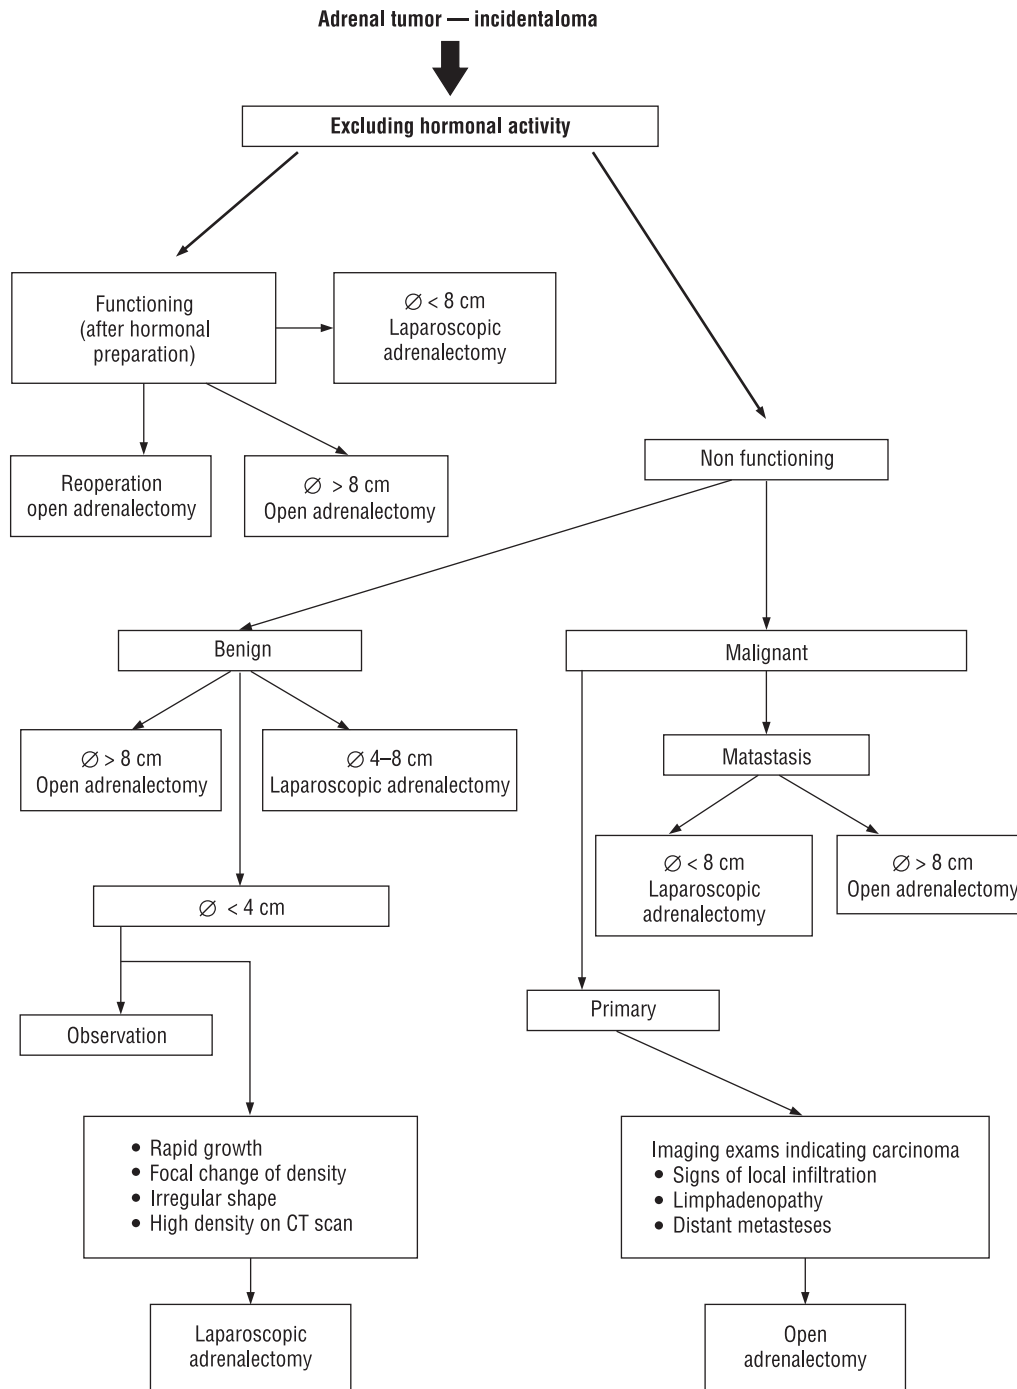 Adrenal tumor — incidentaloma
Excluding hormonal activity
Functioning
(after hormonal
preparation)
∅ < 8 cm
Laparoscopic
adrenalectomy
Reoperation
open adrenalectomy
∅ > 8 cm
Open adrenalectomy
Non functioning
Benign
Malignant
∅ > 8 cm
Open adrenalectomy
∅ 4–8 cm
Laparoscopic adrenalectomy
Matastasis
∅ < 8 cm
Laparoscopic
adrenalectomy
∅ > 8 cm
Open adrenalectomy
∅ < 4 cm
Observation
Primary
• Rapid growth
• Focal change of density
• Irregular shape
• High density on CT scan
Imaging exams indicating carcinoma
• Signs of local infiltration
• Limphadenopathy
• Distant metasteses
Laparoscopic
adrenalectomy
Open
adrenalectomy